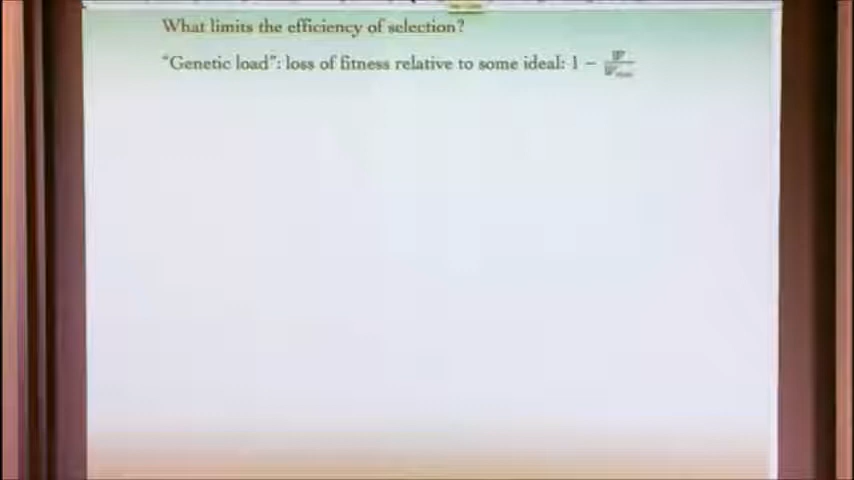 What limits the efficiency of selection?
"Genetic load": loss of fitness relative to some ideal: 1 –